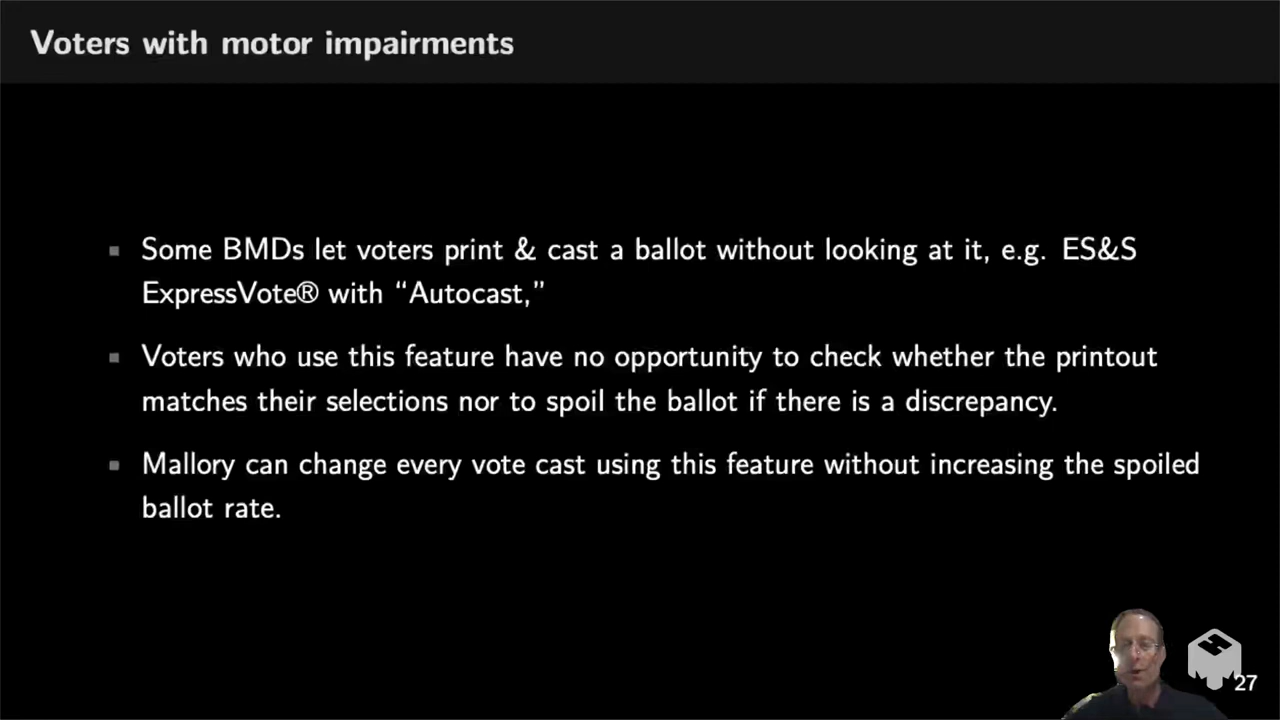 Voters with motor impairments
Some BMDs let voters print & cast a ballot without looking at it, e.g. ES&S
ExpressVote® with “Autocast,”
Voters who use this feature have no opportunity to check whether the printout
matches their selections nor to spoil the ballot if there is a discrepancy.
Mallory can change every vote cast using this feature without increasing the spoiled
ballot rate.
27